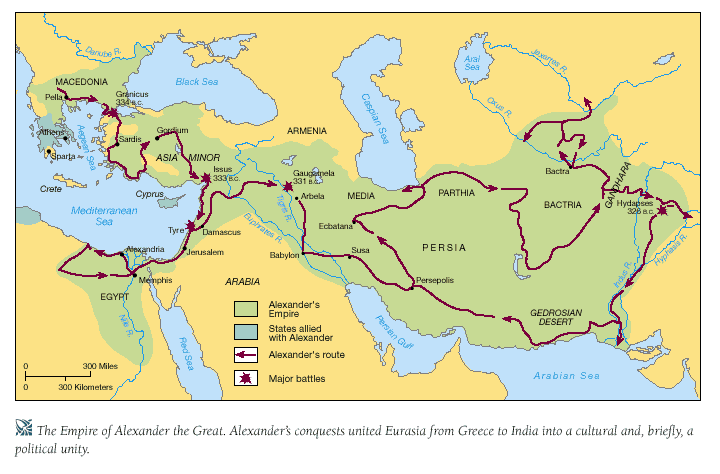 Danube R.
MACEDONIA
Pella
Granicus
334 B.C.
Black Sea
Aral
Sea
Jaxartes R.
Caspian Sea
Oxus R.
Athens
Aegean Sea
Sardis
Gordium
ARMENIA
Sparta
ASIA MINOR
Issus
333 B.C.
Gaugamela
331 B.C.
Bactra
GANDHARA
Crete
Cyprus
Arbela
MEDIA
PARTHIA
BACTRIA
Hydaspes
326 B.C.
Mediterranean
Sea
Tyre
Damascus
Euphrates R.
Tigris R.
Ecbatana
PERSIA
Hyphasis R.
Alexandria
Jerusalem
Babylon
Susa
Indus R.
Memphis
ARABIA
Persepolis
EGYPT
Nile R.
Red Sea
Persian Gulf
GEDROSIAN
DESERT
Arabian Sea
Alexander's
Empire
States allied
with Alexander
Alexander's route
Major battles
0 300 Miles
0 300 Kilometers
The Empire of Alexander the Great. Alexander's conquests united Eurasia from Greece to India into a cultural and, briefly, a
political unity.